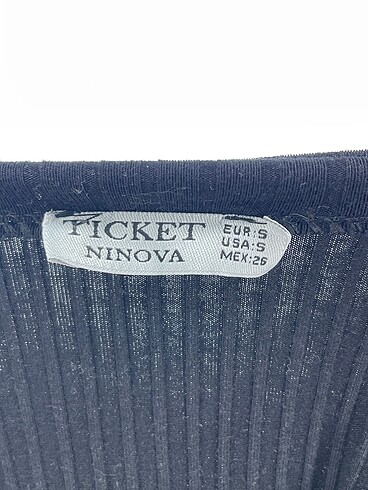 TICKET
NINOVA
EUR:S
USA:S
MEX:26